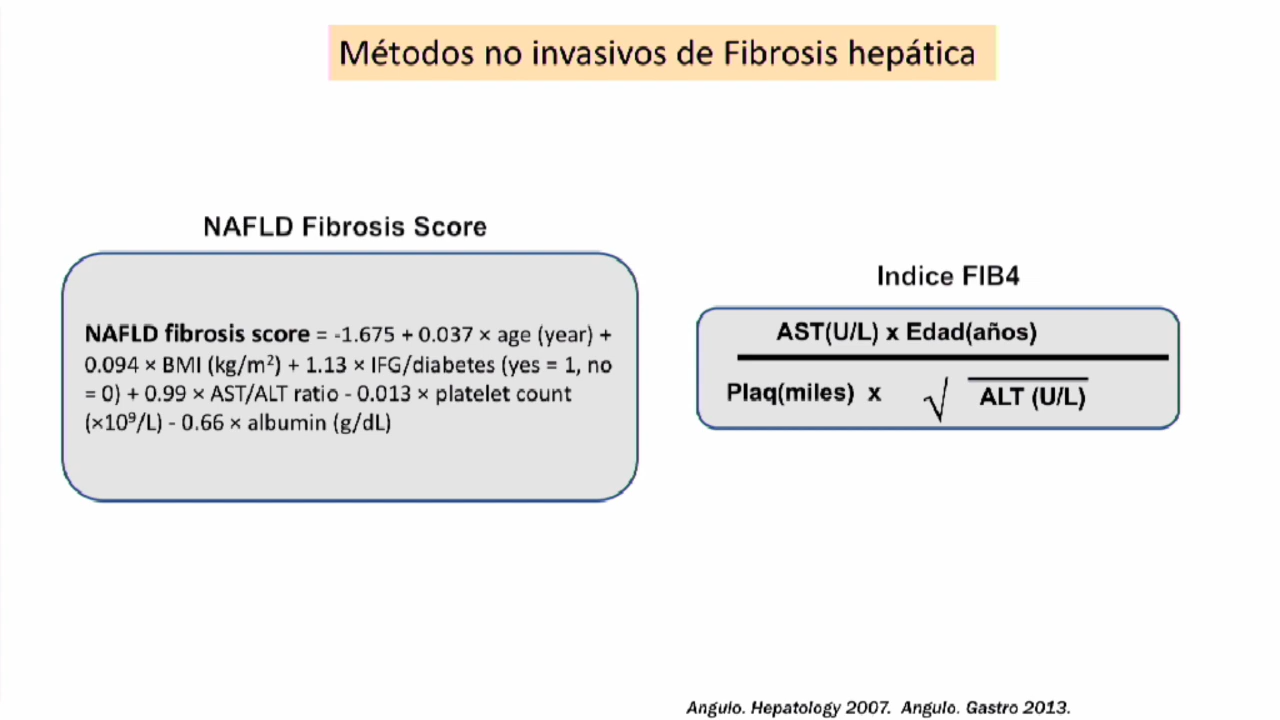 Métodos no invasivos de Fibrosis hepática
NAFLD Fibrosis Score
NAFLD fibrosis score = -1.675 + 0.037 × age (year) +
0.094 × BMI (kg/m²) + 1.13 × IFG/diabetes (yes = 1, no
= 0) + 0.99 × AST/ALT ratio - 0.013 × platelet count
(×10⁹/L) - 0.66 × albumin (g/dL)
Indice FIB4
AST(U/L) x Edad(años)
Plaq(miles) x √ ALT (U/L)
Angulo. Hepatology 2007. Angulo. Gastro 2013.